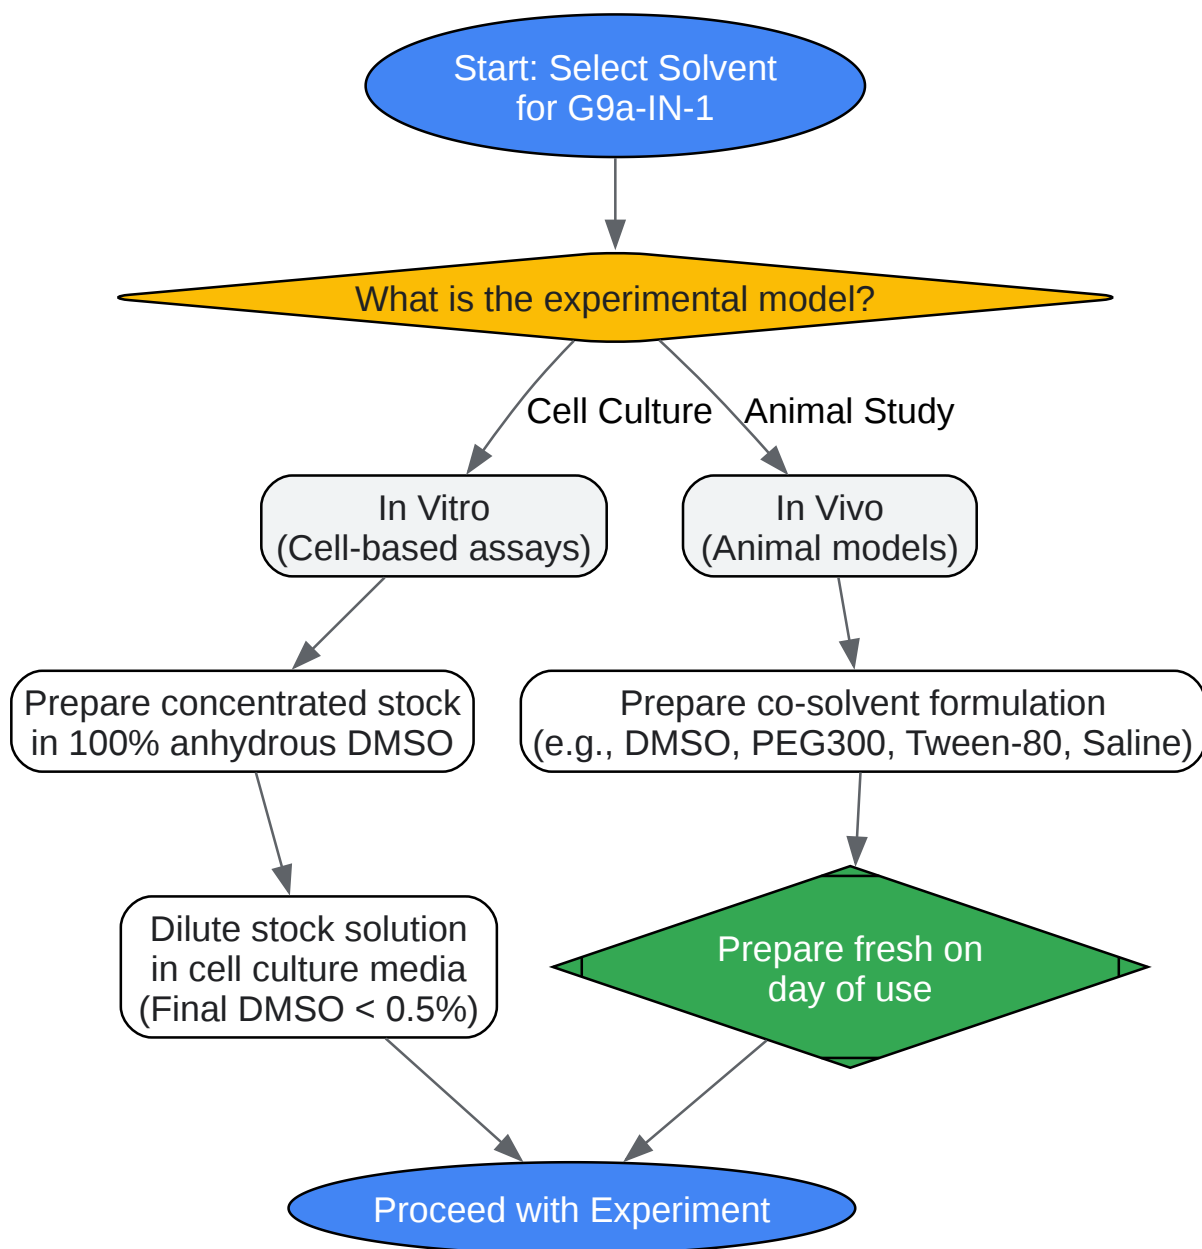 Start: Select Solvent
for G9a-IN-1
What is the experimental model?
Cell Culture
Animal Study
In Vitro
(Cell-based assays)
In Vivo
(Animal models)
Prepare concentrated stock
in 100% anhydrous DMSO
Prepare co-solvent formulation
(e.g., DMSO, PEG300, Tween-80, Saline)
Dilute stock solution
in cell culture media
(Final DMSO < 0.5%)
Prepare fresh on
day of use
Proceed with Experiment